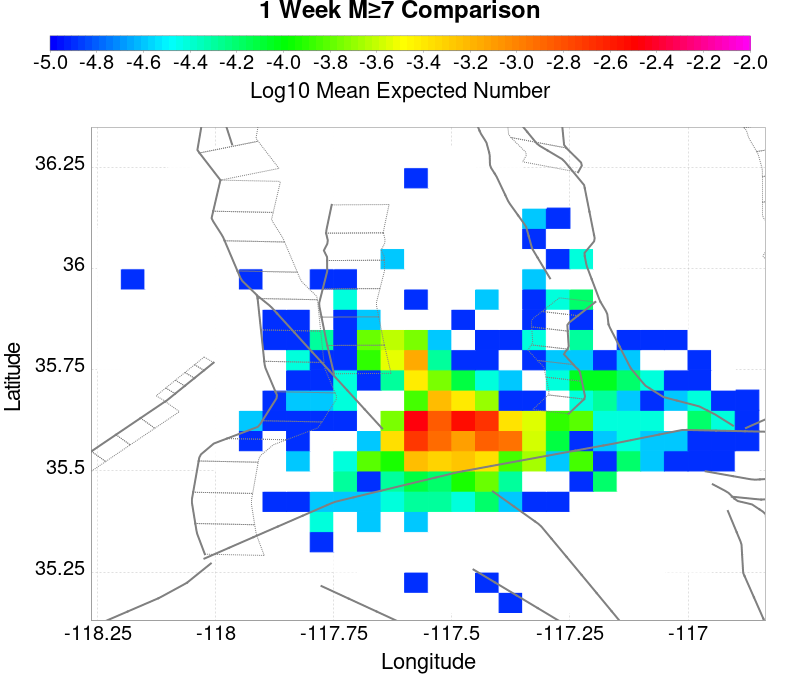 1 Week M≥7 Comparison
-5.0 -4.8 -4.6 -4.4 -4.2 -4.0 -3.8 -3.6 -3.4 -3.2 -3.0 -2.8 -2.6 -2.4 -2.2 -2.0
Log10 Mean Expected Number
36.25
36
35.75
35.5
35.25
Latitude
-118.25 -118 -117.75 -117.5 -117.25 -117
Longitude